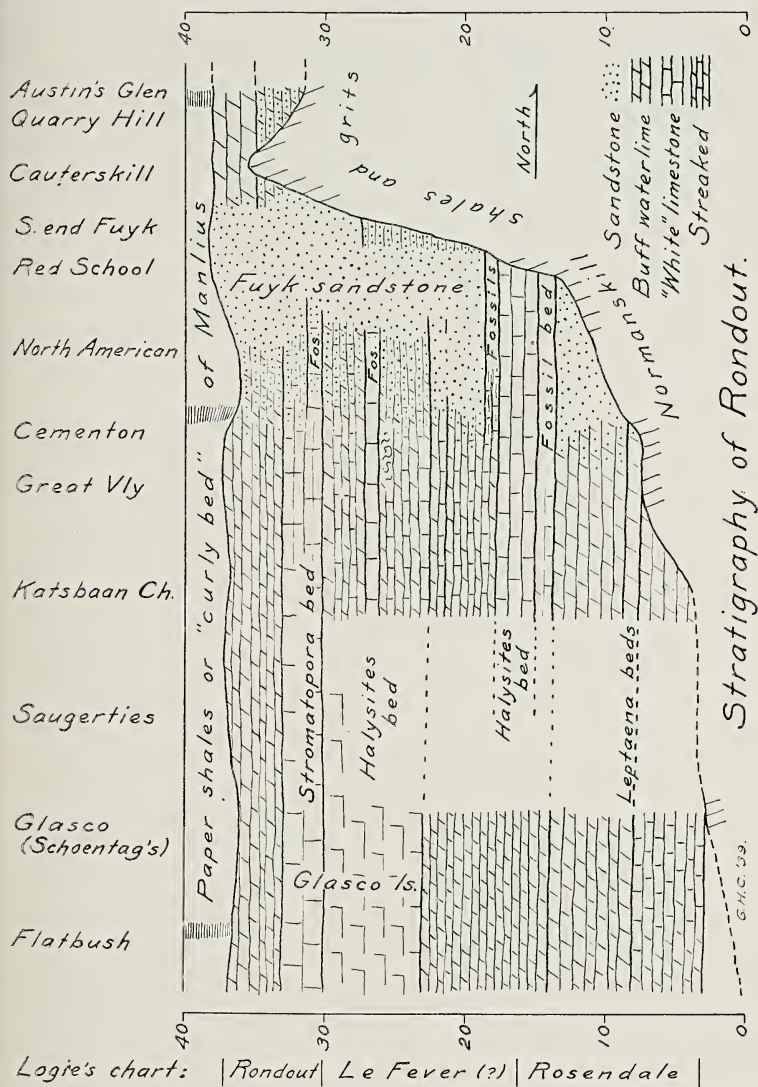 40
30
20
10
0
Austin's Glen
Quarry Hill
Cauterskill
S. end Fuyk
Red School
North American
Cementon
Great Vly
Katsbaan Ch.
Saugerties
Glasco
(Schoentag's)
Flatbush
Paper shales or "curly bed" of Manlius
Fuyk sandstone
Fos.
Fos.
Fossils
Fossil bed
Stromatopora bed
Halysites
bed
Halysites
bed
Leptaena beds
Glasco ls.
Normanskill shales and grits
North
Sandstone
Buff waterline
"White" limestone
Streaked
Stratigraphy of Rondout.
G.H.C. '39.
40
30
20
10
0
Logie's chart: Rondout Le Fever (?) Rosendale